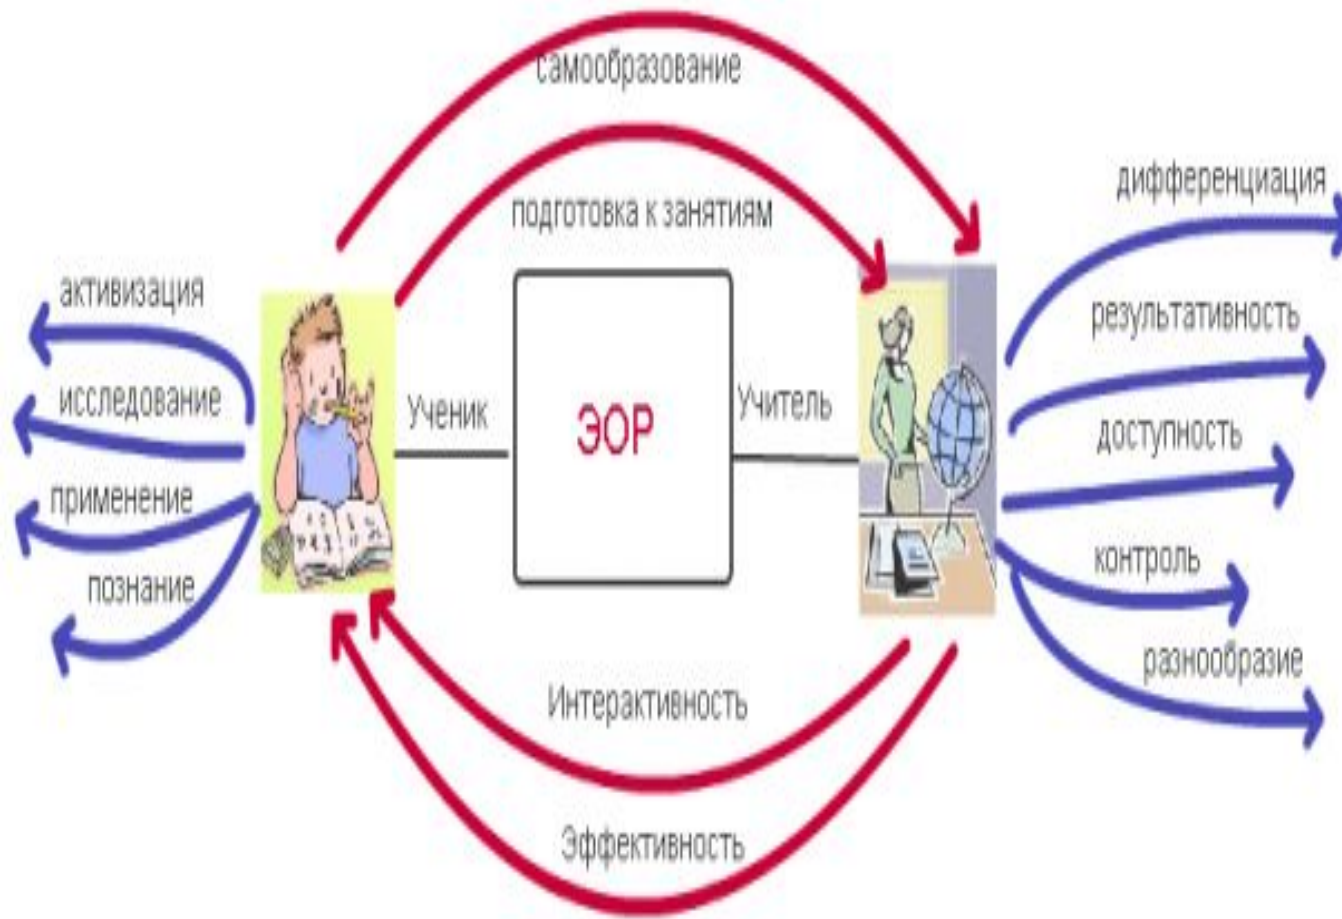 самообразование
подготовка к занятиям
активизация
исследование
применение
познание
Ученик
ЭОР
Учитель
дифференциация
результативность
доступность
контроль
разнообразие
Интерактивность
Эффективность